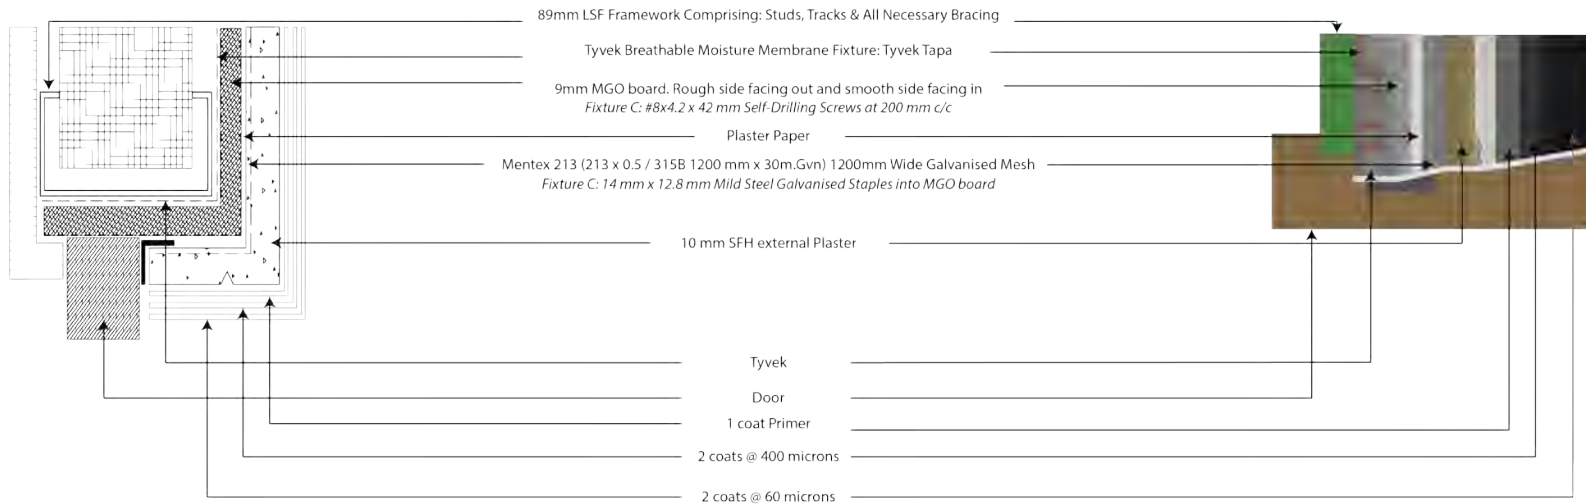 89mm LSF Framework Comprising: Studs, Tracks & All Necessary Bracing
Tyvek Breathable Moisture Membrane Fixture: Tyvek Tapa
9mm MGO board. Rough side facing out and smooth side facing in
Fixture C: #8x4.2 x 42 mm Self-Drilling Screws at 200 mm c/c
Plaster Paper
Mentex 213 (213 x 0.5 / 315B 1200 mm x 30m.Gvn) 1200mm Wide Galvanised Mesh
Fixture C: 14 mm x 12.8 mm Mild Steel Galvanised Staples into MGO board
10 mm SFH external Plaster
Tyvek
Door
1 coat Primer
2 coats @ 400 microns
2 coats @ 60 microns